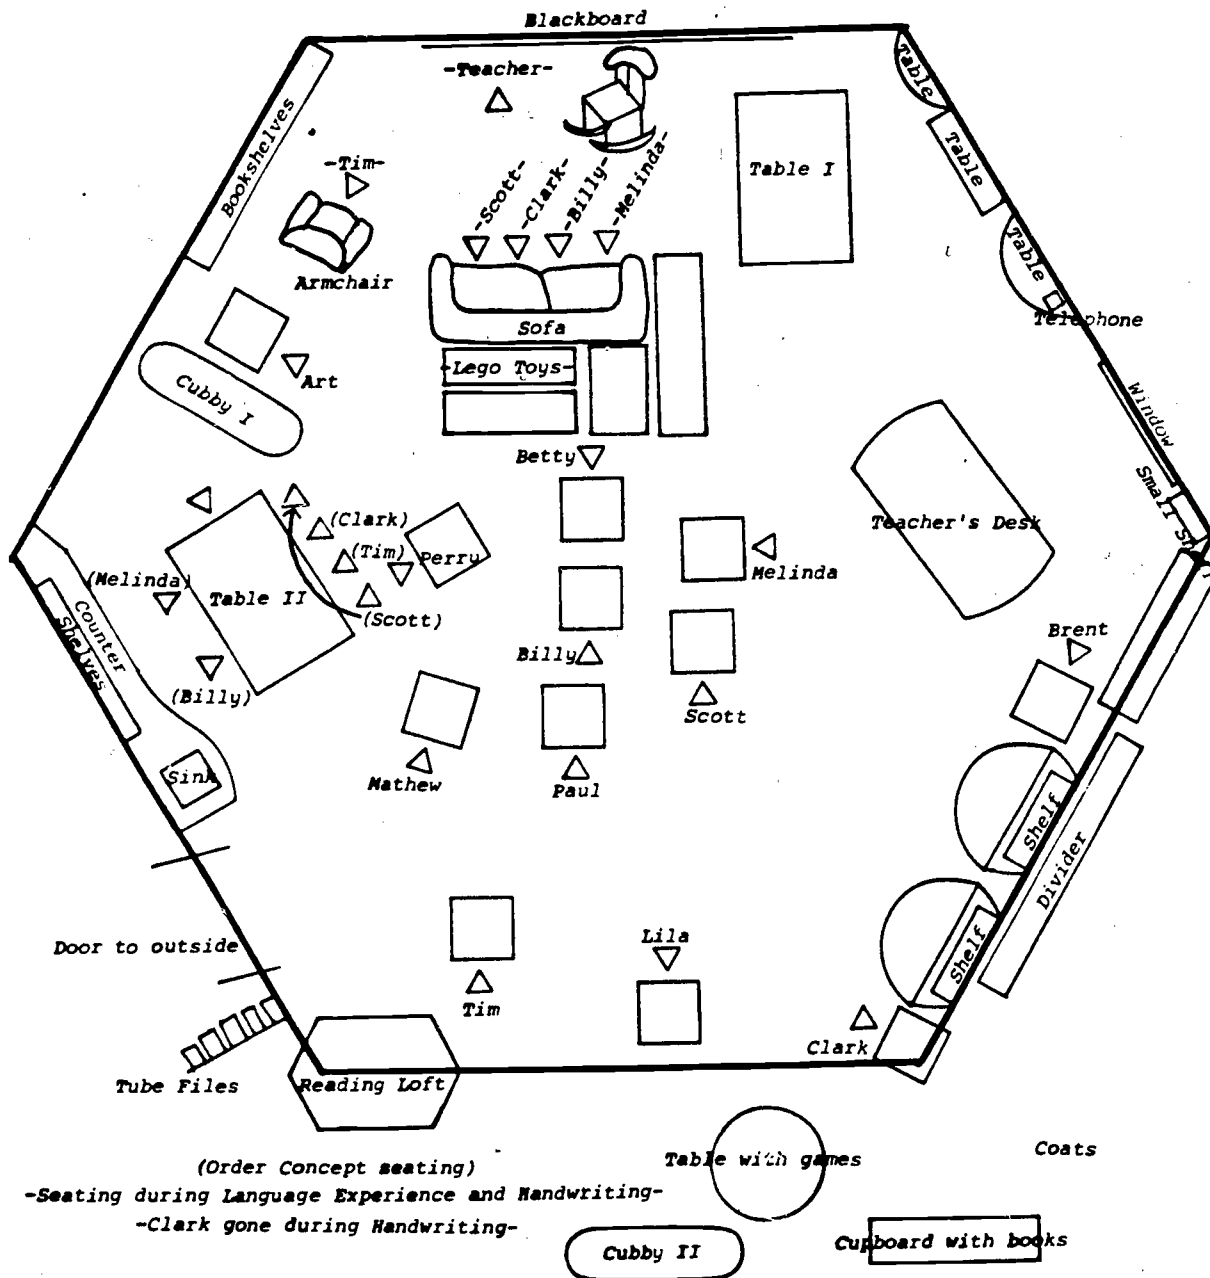 Blackboard
-Teacher-
Table
Bookshelves
-Tim-
-Scott-
-Clark-
-Billy-
-Melinda-
Table I
Table
Table
Armchair
Sofa
Telephone
-Lego Toys-
Art
Cubby I
Window
Betty
Small
(Clark)
Teacher's Desk
(Tim)
Perry
Melinda
(Melinda)
Table II
Counter
(Scott)
Shelves
Brent
Billy
(Billy)
Scott
Sink
Mathew
Paul
Shelf
Divider
Door to outside
Lila
Shelf
Tim
Clark
Tube Files
Reading Loft
Coats
Table with games
(Order Concept seating)
-Seating during Language Experience and Handwriting-
-Clark gone during Handwriting-
Cubby II
Cupboard with books